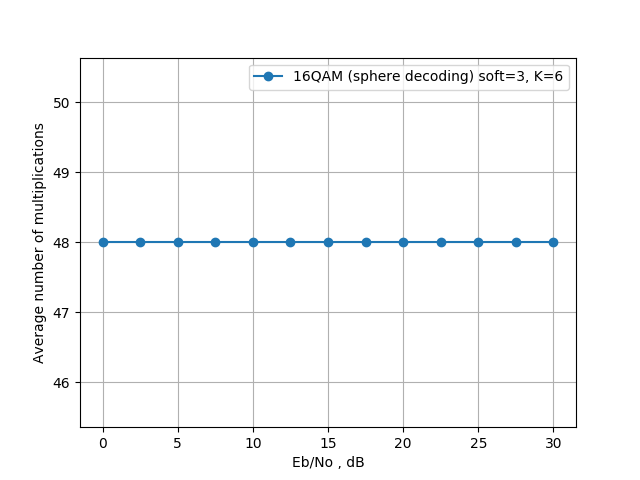 16QAM (sphere decoding) soft=3, K=6
Average number of multiplications
50
49
48
47
46
0 5 10 15 20 25 30
Eb/No , dB